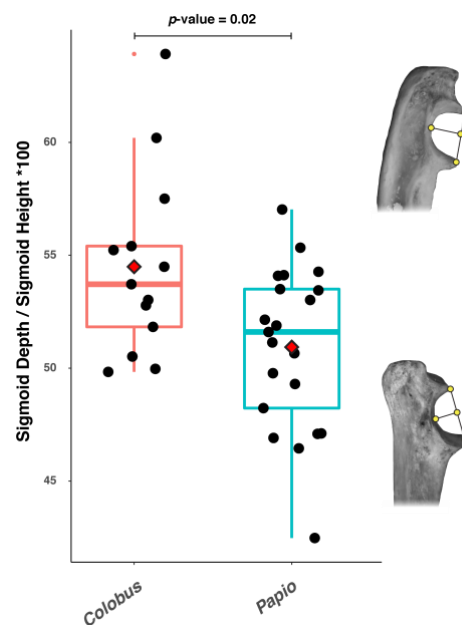 p-value = 0.02
Sigmoid Depth / Sigmoid Height *100
60
55
50
45
Colobus
Papio